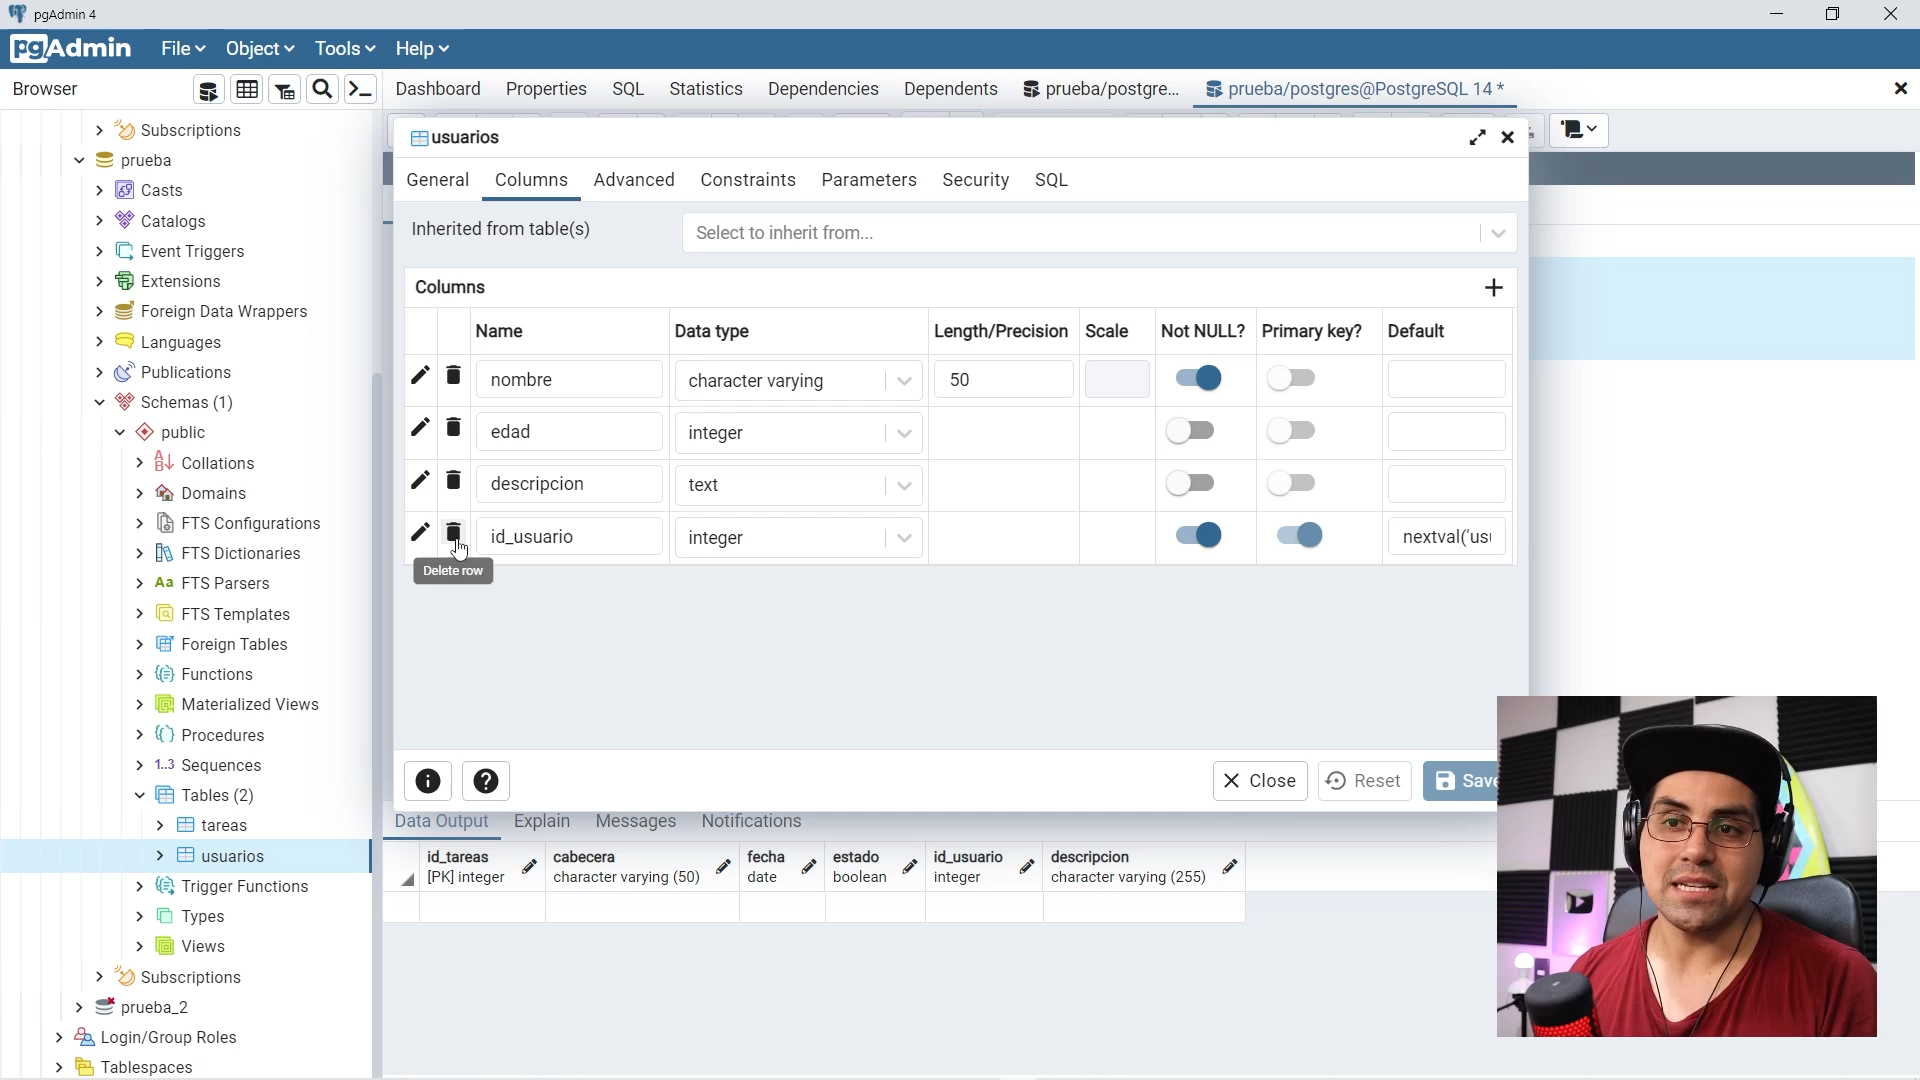 pgAdmin 4
pgAdmin File Object Tools Help
Browser
Dashboard Properties SQL Statistics Dependencies Dependents prueba/postgre... prueba/postgres@PostgreSQL 14 *
Subscriptions
prueba
Casts
Catalogs
Event Triggers
Extensions
Foreign Data Wrappers
Languages
Publications
Schemas (1)
public
Collations
Domains
FTS Configurations
FTS Dictionaries
Aa FTS Parsers
FTS Templates
Foreign Tables
Functions
Materialized Views
Procedures
1..3 Sequences
Tables (2)
tareas
usuarios
Trigger Functions
Types
Views
Subscriptions
prueba_2
Login/Group Roles
Tablespaces
usuarios
General Columns Advanced Constraints Parameters Security SQL
Inherited from table(s) Select to inherit from...
Columns
Name Data type Length/Precision Scale Not NULL? Primary key? Default
nombre character varying 50
edad integer
descripcion text
id_usuario integer nextval('usu
Delete row
Close Reset Save
Data Output Explain Messages Notifications
id_tareas cabecera fecha estado id_usuario descripcion
[PK] integer character varying (50) date boolean integer character varying (255)